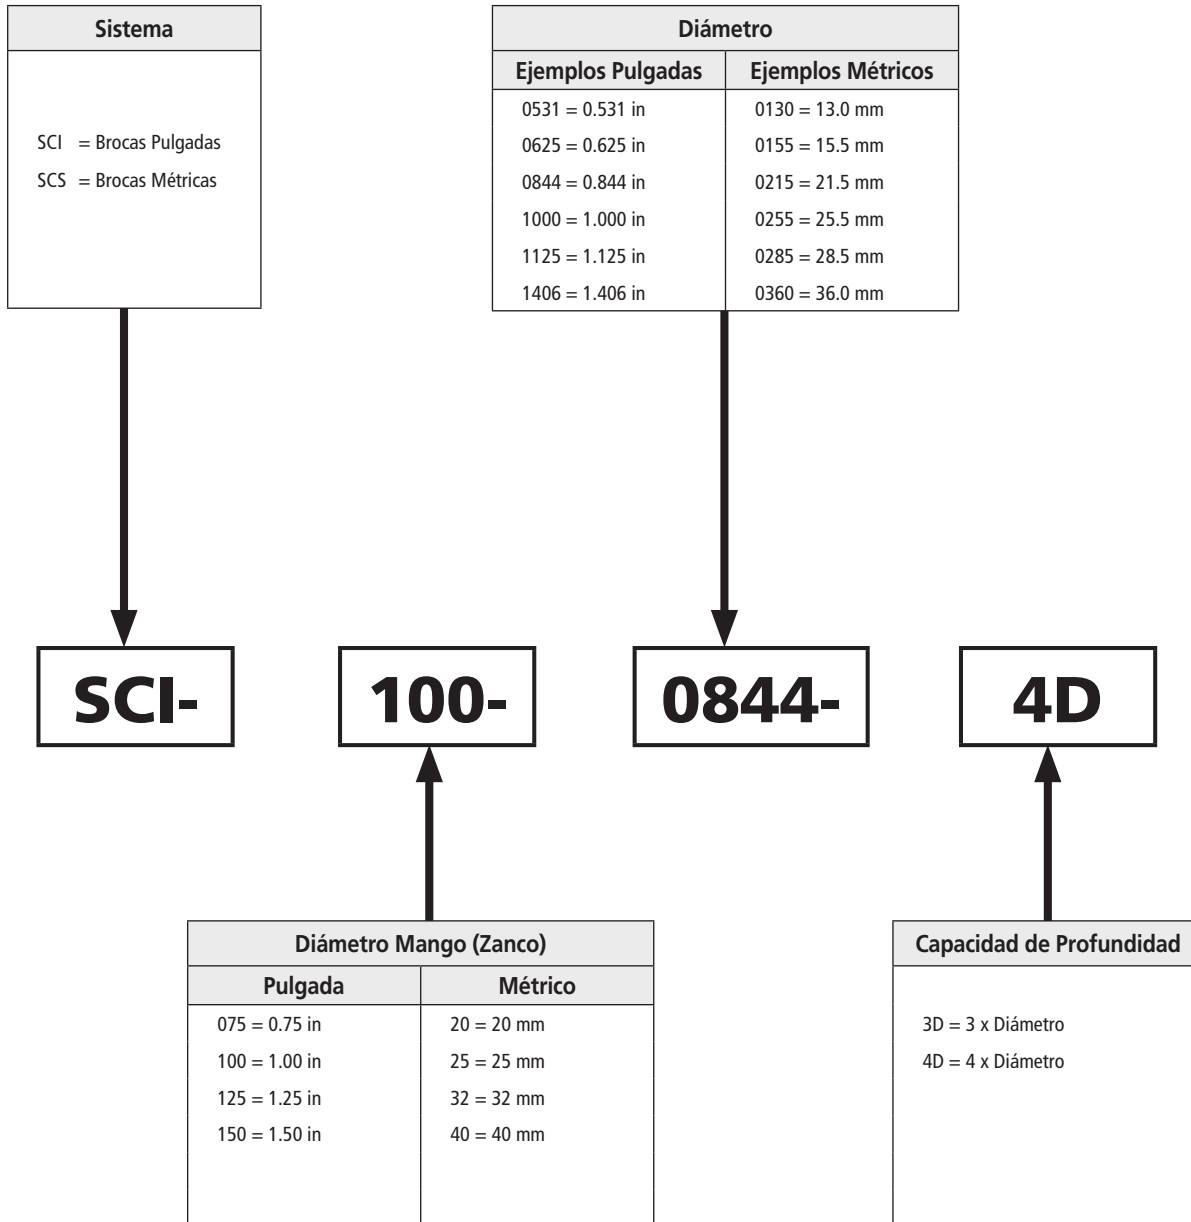 Sistema
SCI = Brocas Pulgadas
SCS = Brocas Métricas
Diámetro
Ejemplos Pulgadas Ejemplos Métricos
0531 = 0.531 in 0130 = 13.0 mm
0625 = 0.625 in 0155 = 15.5 mm
0844 = 0.844 in 0215 = 21.5 mm
1000 = 1.000 in 0255 = 25.5 mm
1125 = 1.125 in 0285 = 28.5 mm
1406 = 1.406 in 0360 = 36.0 mm
SCI- 100- 0844- 4D
Diámetro Mango (Zanco)
Pulgada Métrico
075 = 0.75 in 20 = 20 mm
100 = 1.00 in 25 = 25 mm
125 = 1.25 in 32 = 32 mm
150 = 1.50 in 40 = 40 mm
Capacidad de Profundidad
3D = 3 x Diámetro
4D = 4 x Diámetro